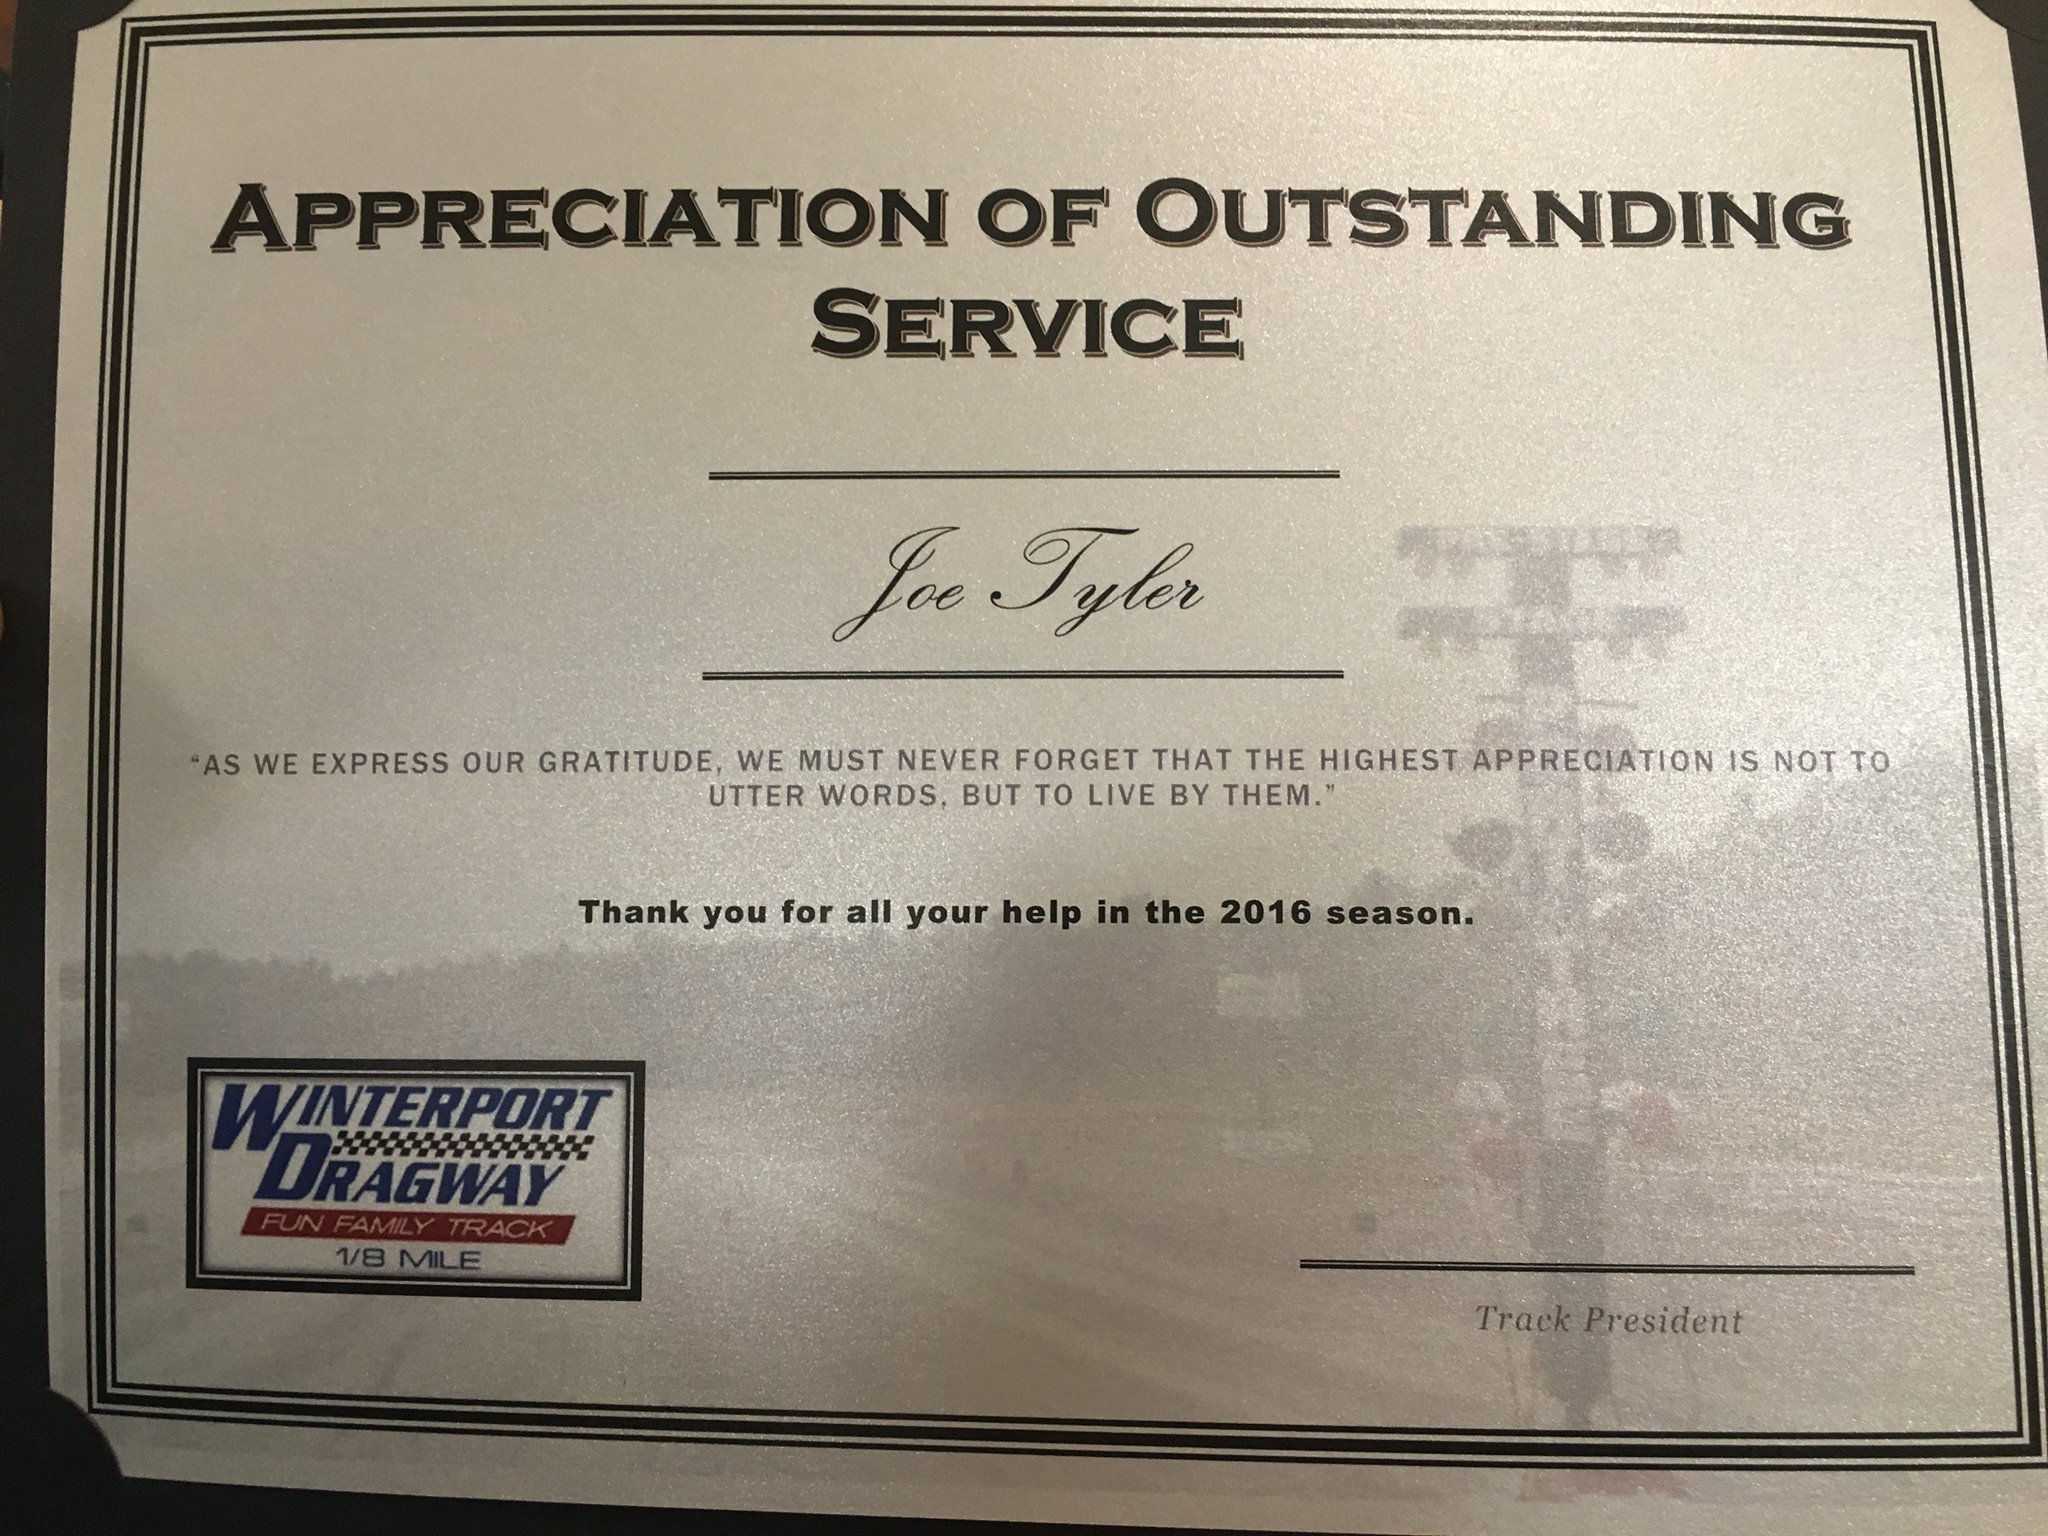 APPRECIATION OF OUTSTANDING
SERVICE
Joe Tyler
"AS WE EXPRESS OUR GRATITUDE, WE MUST NEVER FORGET THAT THE HIGHEST APPRECIATION IS NOT TO
UTTER WORDS, BUT TO LIVE BY THEM."
Thank you for all your help in the 2016 season.
WINTERPORT
DRAGWAY
FUN FAMILY TRACK
1/8 MILE
Track President